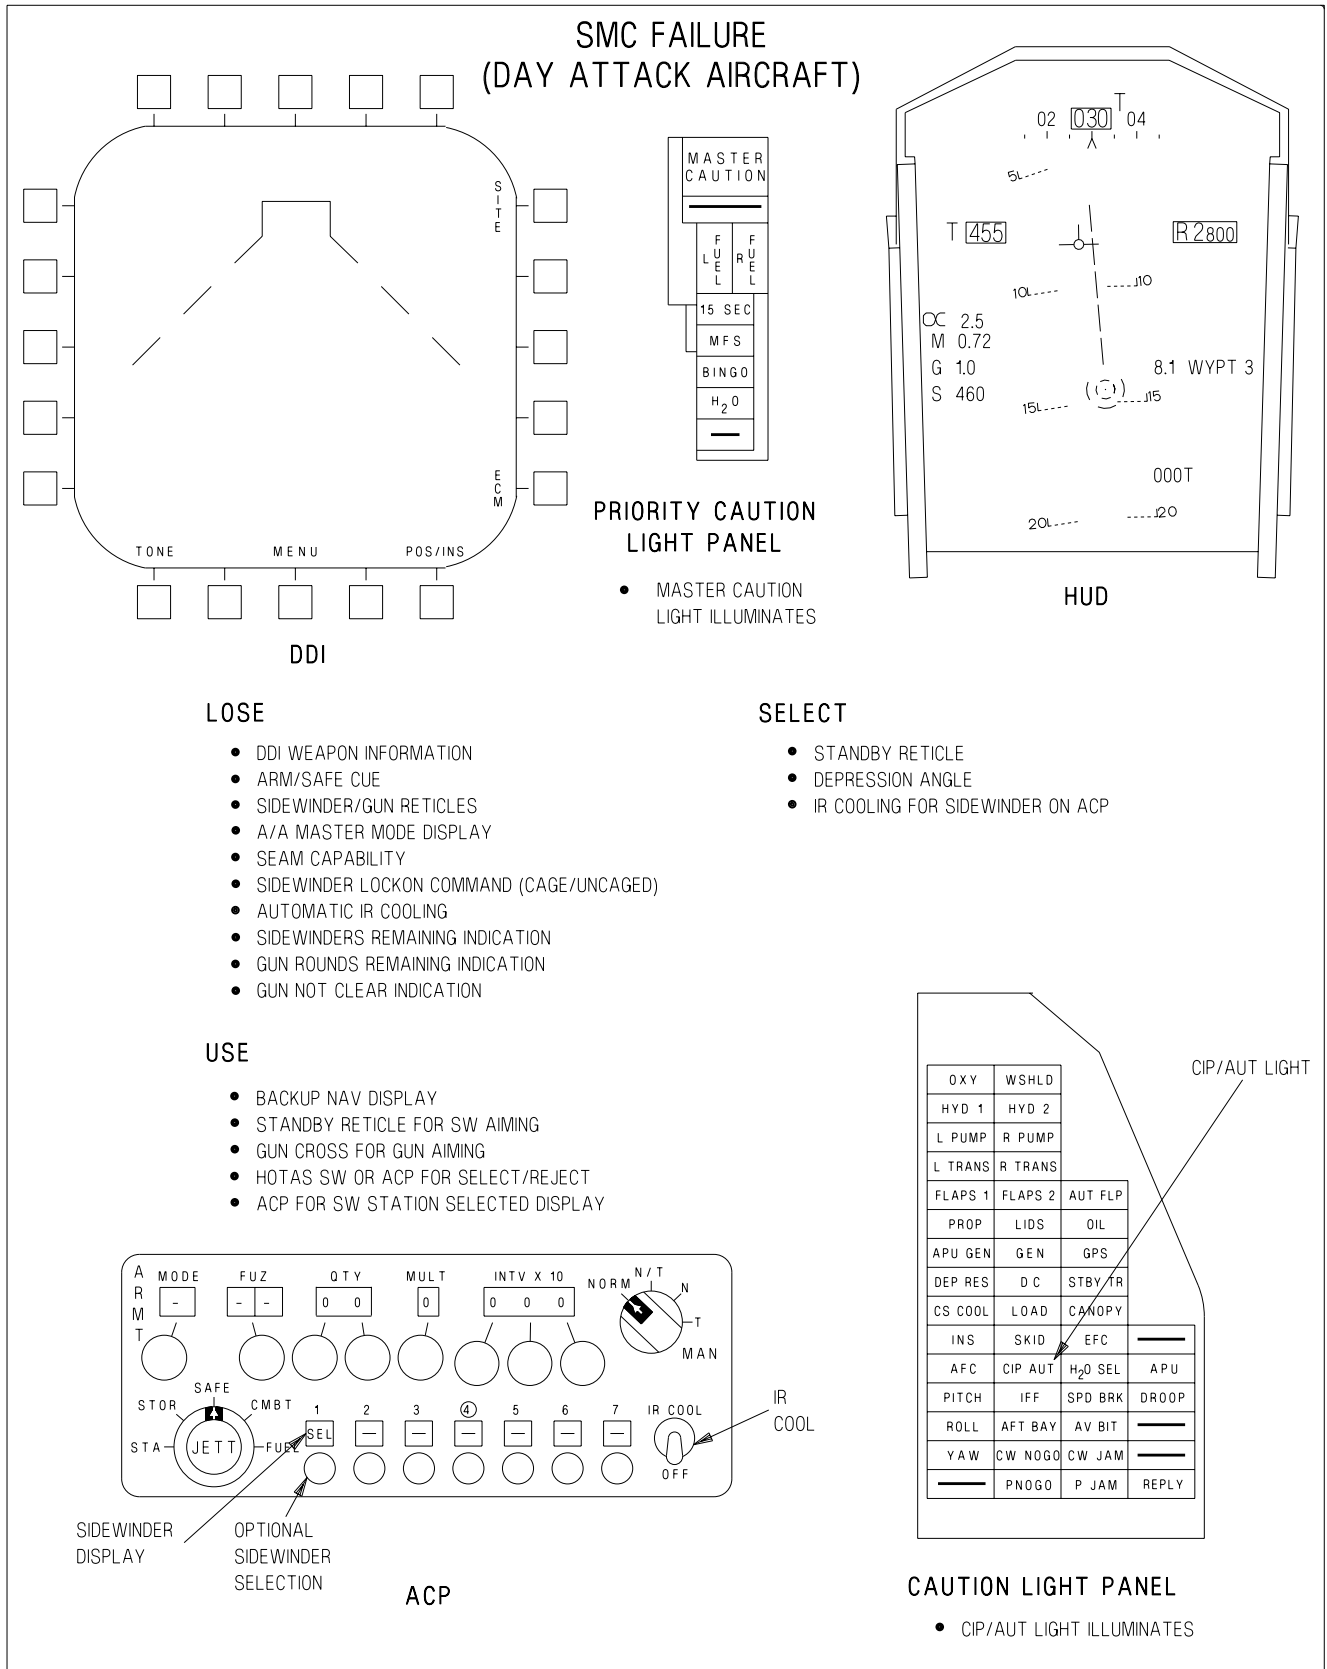 SMC FAILURE
(DAY ATTACK AIRCRAFT)
SITE
ECM
TONE MENU POS/INS
DDI
MASTER
CAUTION
L FUEL R FUEL
15 SEC
MFS
BINGO
H2O
PRIORITY CAUTION
LIGHT PANEL
• MASTER CAUTION
LIGHT ILLUMINATES
T
02 030 04
5
T 455 R 2800
10 10
α 2.5
M 0.72
G 1.0 8.1 WYPT 3
S 460
15 15
000T
20 20
HUD
LOSE
• DDI WEAPON INFORMATION
• ARM/SAFE CUE
• SIDEWINDER/GUN RETICLES
• A/A MASTER MODE DISPLAY
• SEAM CAPABILITY
• SIDEWINDER LOCKON COMMAND (CAGE/UNCAGED)
• AUTOMATIC IR COOLING
• SIDEWINDERS REMAINING INDICATION
• GUN ROUNDS REMAINING INDICATION
• GUN NOT CLEAR INDICATION
SELECT
• STANDBY RETICLE
• DEPRESSION ANGLE
• IR COOLING FOR SIDEWINDER ON ACP
USE
• BACKUP NAV DISPLAY
• STANDBY RETICLE FOR SW AIMING
• GUN CROSS FOR GUN AIMING
• HOTAS SW OR ACP FOR SELECT/REJECT
• ACP FOR SW STATION SELECTED DISPLAY
ARMT
MODE FUZ QTY MULT INTV X 10
- - - 0 0 0 0 0 0
NORM N/T N T MAN
SAFE
STOR CMBT
STA JETT FUEL
1 2 3 4 5 6 7
SEL — — — — — —
IR COOL
OFF
IR
COOL
SIDEWINDER
DISPLAY
OPTIONAL
SIDEWINDER
SELECTION
ACP
CIP/AUT LIGHT
OXY WSHLD
HYD 1 HYD 2
L PUMP R PUMP
L TRANS R TRANS
FLAPS 1 FLAPS 2 AUT FLP
PROP LIDS OIL
APU GEN GEN GPS
DEP RES DC STBY TR
CS COOL LOAD CANOPY
INS SKID EFC
AFC CIP AUT H2O SEL APU
PITCH IFF SPD BRK DROOP
ROLL AFT BAY AV BIT
YAW CW NOGO CW JAM
PNOGO P JAM REPLY
CAUTION LIGHT PANEL
• CIP/AUT LIGHT ILLUMINATES